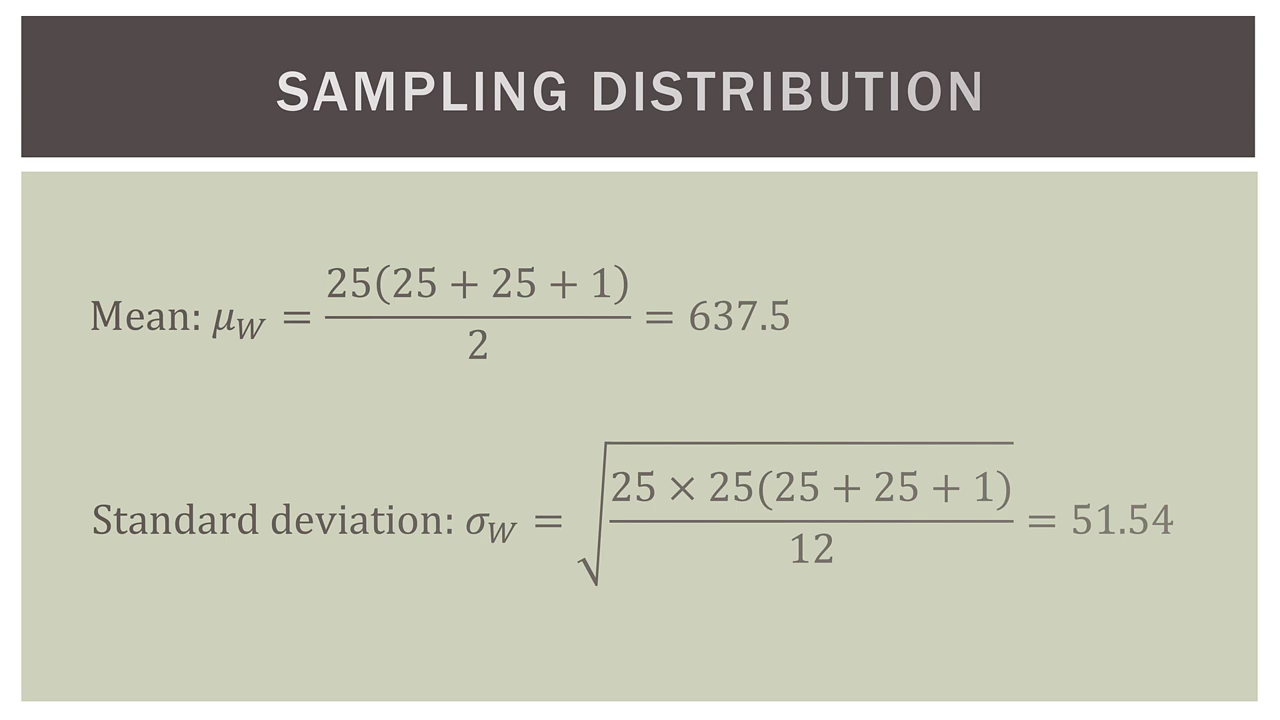 SAMPLING DISTRIBUTION
Mean: μ_W = 25(25 + 25 + 1) / 2 = 637.5
Standard deviation: σ_W = √(25 × 25(25 + 25 + 1) / 12) = 51.54